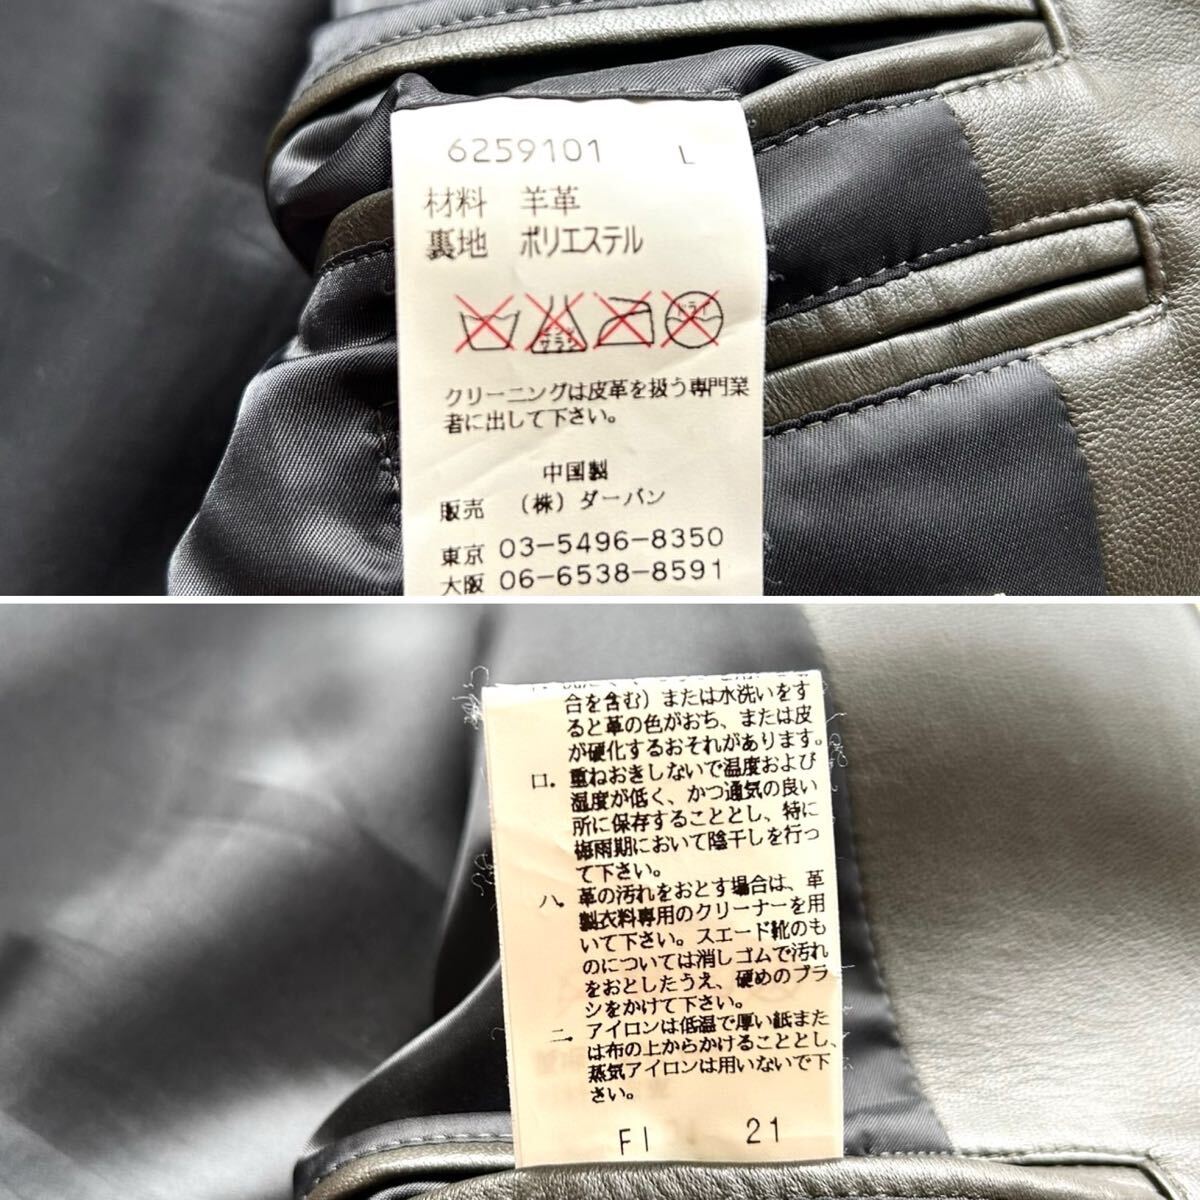 6259101 L
材料 羊革
裏地 ポリエステル
ドライ
クリーニングは皮革を扱う専門業
者に出して下さい。
中国製
販売 （株）ダーバン
東京 03-5496-8350
大阪 06-6538-8591
合を含む）または水洗いをす
ると革の色がおち、または皮
が硬化するおそれがあります。
ロ. 重ねおきしないで温度および
湿度が低く、かつ通気の良い
所に保存することとし、特に
梅雨期において陰干しを行っ
て下さい。
ハ. 革の汚れをおとす場合は、革
製衣料専用のクリーナーを用
いて下さい。スエード靴のも
のについては消しゴムで汚れ
をおとしたうえ、硬めのブラ
シをかけて下さい。
ニ. アイロンは低温で厚い紙また
は布の上からかけることとし、
蒸気アイロンは用いないで下
さい。
FI 21